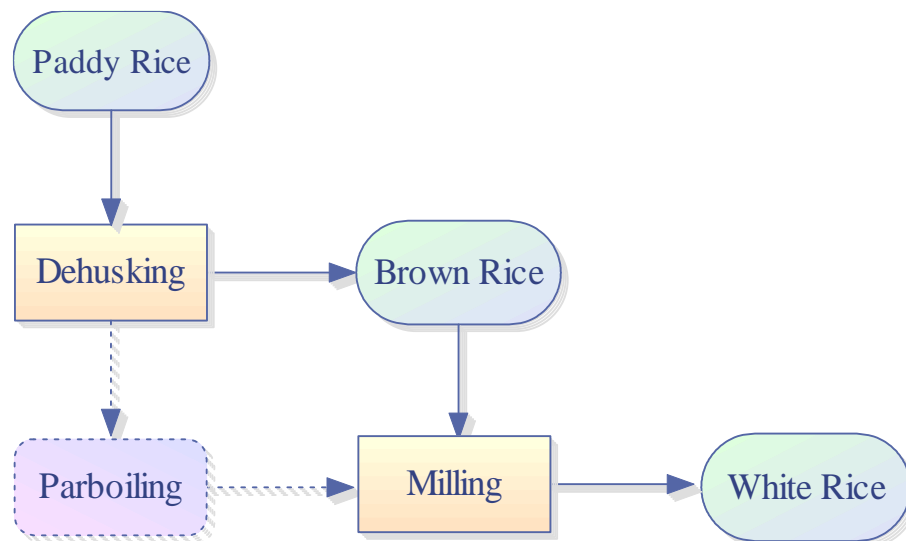 Paddy Rice
Dehusking
Brown Rice
Parboiling
Milling
White Rice